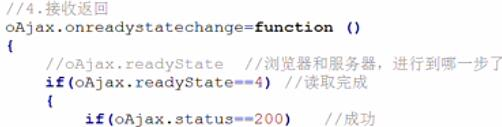 //4.接收返回
oAjax.onreadystatechange=function ()
{
//oAjax.readyState //浏览器和服务器，进行到哪一步了
if(oAjax.readyState==4) //读取完成
{
if(oAjax.status==200) //成功